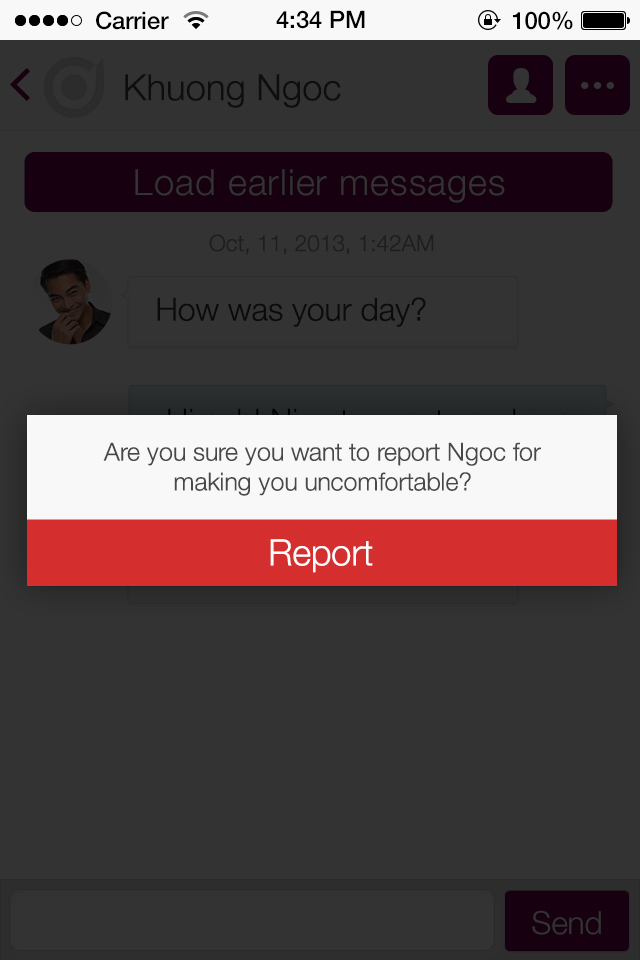 Carrier 4:34 PM 100%
Khuong Ngoc
Load earlier messages
Oct, 11, 2013, 1:42AM
How was your day?
Are you sure you want to report Ngoc for
making you uncomfortable?
Report
Send